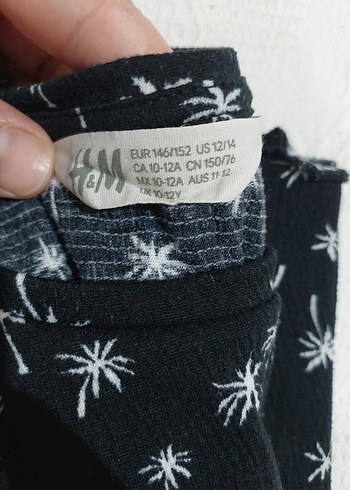 H&M
EUR 146/152 US 12/14
CA 10-12A CN 150/76
MX 10-12A AUS 11-12
UK 10-12Y